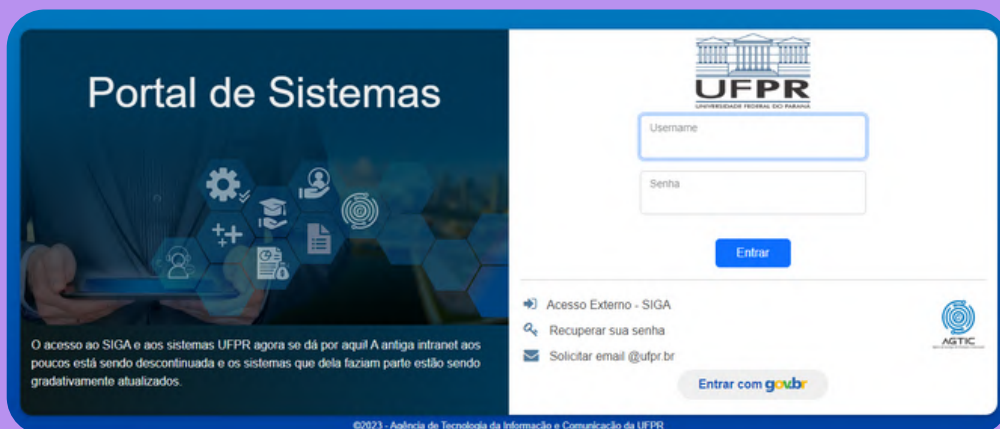 Portal de Sistemas
O acesso ao SIGA e aos sistemas UFPR agora se dá por aqui! A antiga intranet aos
poucos está sendo descontinuada e os sistemas que dela faziam parte estão sendo
gradativamente atualizados.
UFPR
UNIVERSIDADE FEDERAL DO PARANÁ
Username
Senha
Entrar
Acesso Externo - SIGA
Recuperar sua senha
Solicitar email @ufpr.br
AGTIC
Entrar com gov.br
©2023 - Agência de Tecnologia da Informação e Comunicação da UFPR